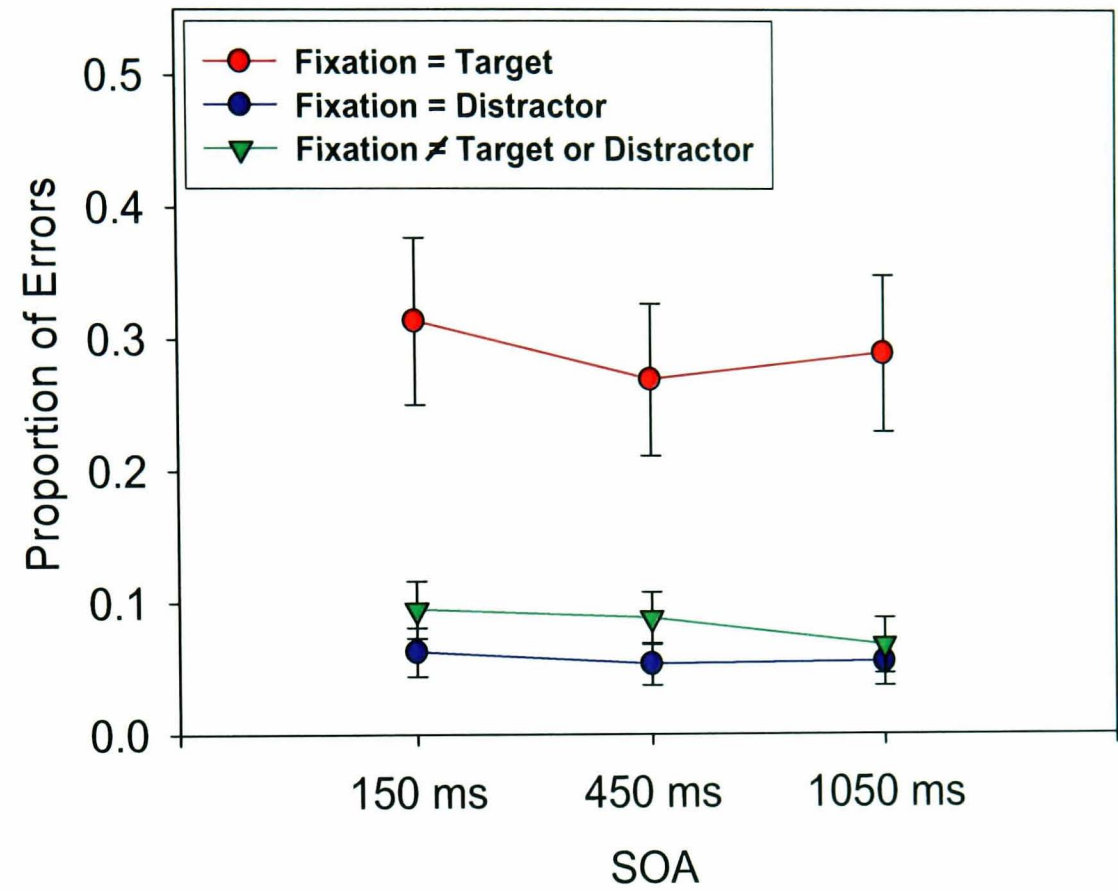 Fixation = Target
Fixation = Distractor
Fixation ≠ Target or Distractor
0.5
0.4
0.3
0.2
0.1
0.0
Proportion of Errors
150 ms 450 ms 1050 ms
SOA